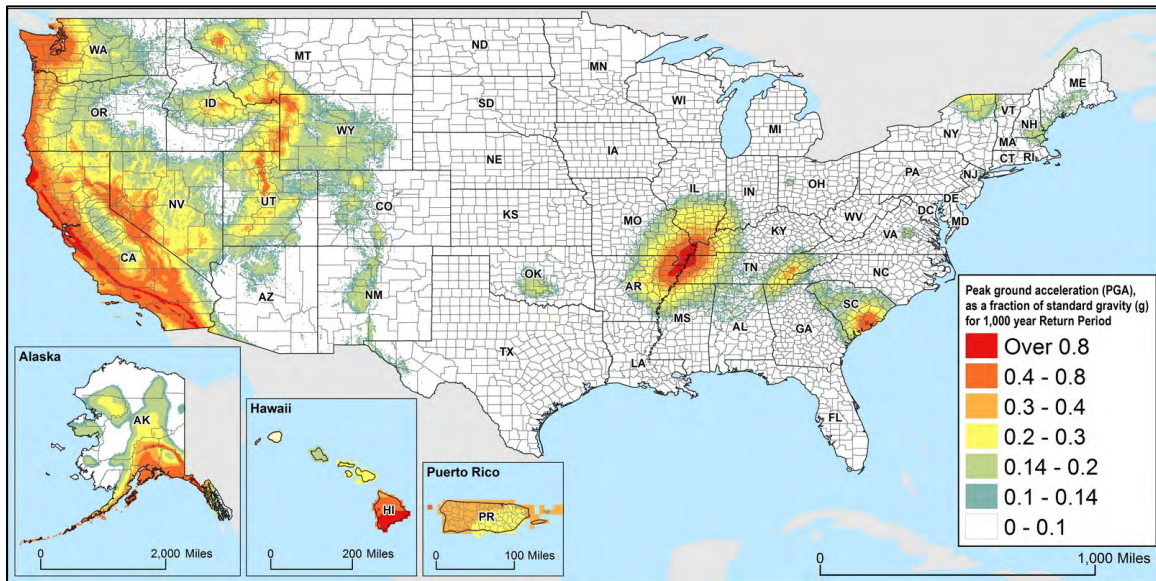 WA
MT
ND
MN
ME
OR
ID
SD
WI
VT
NH
WY
MI
NY
MA
CT
RI
NE
IA
PA
NJ
NV
UT
CO
IL
IN
OH
DE
MD
DC
WV
VA
KS
MO
KY
CA
AZ
NM
OK
AR
TN
NC
SC
MS
AL
GA
TX
LA
FL
Peak ground acceleration (PGA),
as a fraction of standard gravity (g)
for 1,000 year Return Period
Over 0.8
0.4 - 0.8
0.3 - 0.4
0.2 - 0.3
0.14 - 0.2
0.1 - 0.14
0 - 0.1
Alaska
AK
0
2,000 Miles
Hawaii
HI
0
200 Miles
Puerto Rico
PR
0
100 Miles
0
1,000 Miles